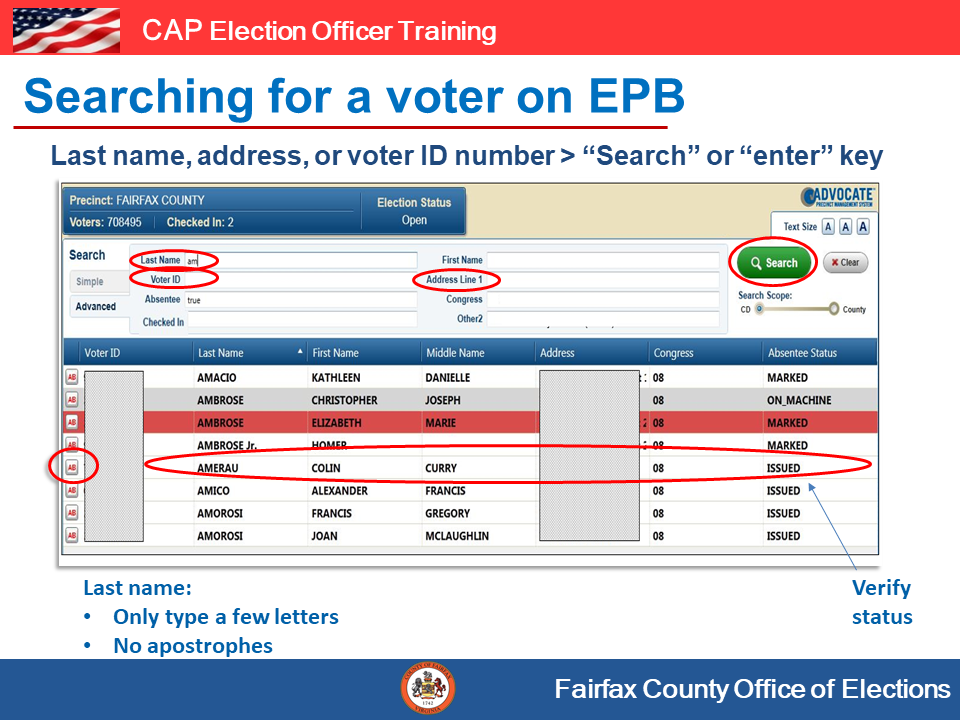 CAP Election Officer Training
Searching for a voter on EPB
Last name, address, or voter ID number > “Search” or “enter” key
Precinct: FAIRFAX COUNTY
Voters: 708495 Checked In: 2
Election Status
Open
ADVOCATE
PRECINCT MANAGEMENT SYSTEM
Text Size A A A
Search
Simple
Advanced
Last Name am First Name
Voter ID Address Line 1
Absentee true Congress
Checked In Other2
Search
Clear
Search Scope:
CD County
Voter ID Last Name First Name Middle Name Address Congress Absentee Status
AB AMACIO KATHLEEN DANIELLE 08 MARKED
AB AMBROSE CHRISTOPHER JOSEPH 08 ON_MACHINE
AB AMBROSE ELIZABETH MARIE 08 MARKED
AB AMBROSE Jr. HOMER 08 MARKED
AB AMERAU COLIN CURRY 08 ISSUED
AB AMICO ALEXANDER FRANCIS 08 ISSUED
AB AMOROSI FRANCIS GREGORY 08 ISSUED
AB AMOROSI JOAN MCLAUGHLIN 08 ISSUED
Last name:
• Only type a few letters
• No apostrophes
Verify
status
COUNTY OF FAIRFAX
1742
VIRGINIA
Fairfax County Office of Elections